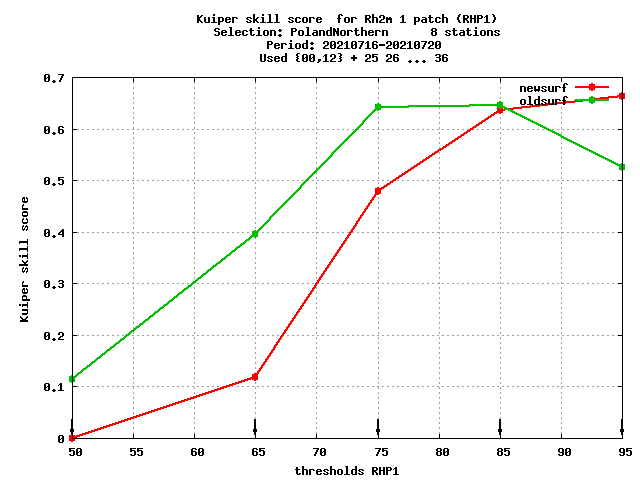 Kuiper skill score  for Rh2m 1 patch (RHP1)
Selection: PolandNorthern      8 stations
Period: 20210716-20210720
Used {00,12} + 25 26 ... 36
newsurf
oldsurf
0.7
0.6
0.5
0.4
0.3
0.2
0.1
0
Kuiper skill score
50 55 60 65 70 75 80 85 90 95
thresholds RHP1